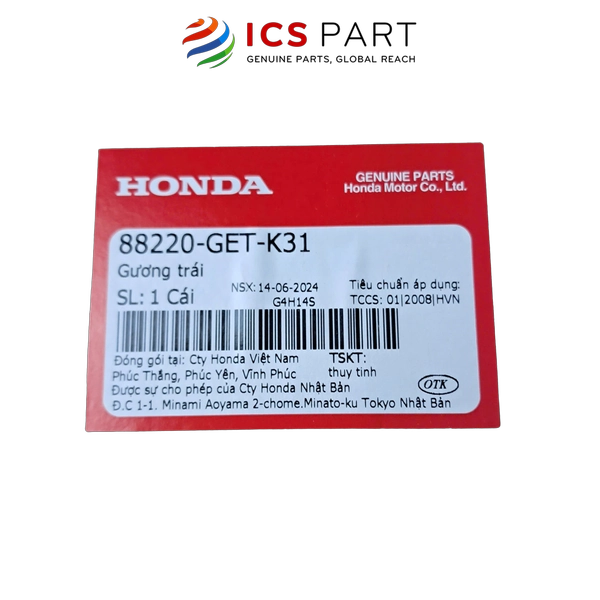 ICS PART
GENUINE PARTS, GLOBAL REACH
HONDA
GENUINE PARTS
Honda Motor Co., Ltd.
88220-GET-K31
Gương trái
SL: 1 Cái
NSX: 14-06-2024
G4H14S
Tiêu chuẩn áp dụng:
TCCS: 01|2008|HVN
Đóng gói tại: Cty Honda Việt Nam
Phúc Thắng, Phúc Yên, Vĩnh Phúc
TSKT:
thuy tinh
Được sự cho phép của Cty Honda Nhật Bản
Đ.C 1-1. Minami Aoyama 2-chome.Minato-ku Tokyo Nhật Bản
OTK